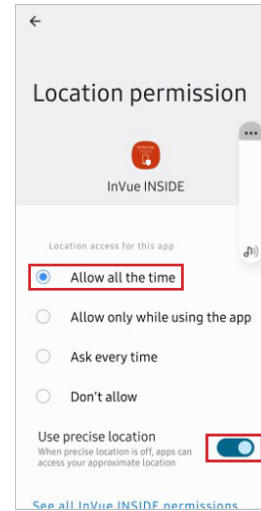 Location permission
InVue INSIDE
Location access for this app
Allow all the time
Allow only while using the app
Ask every time
Don't allow
Use precise location
When precise location is off, apps can
access your approximate location
See all InVue INSIDE permissions